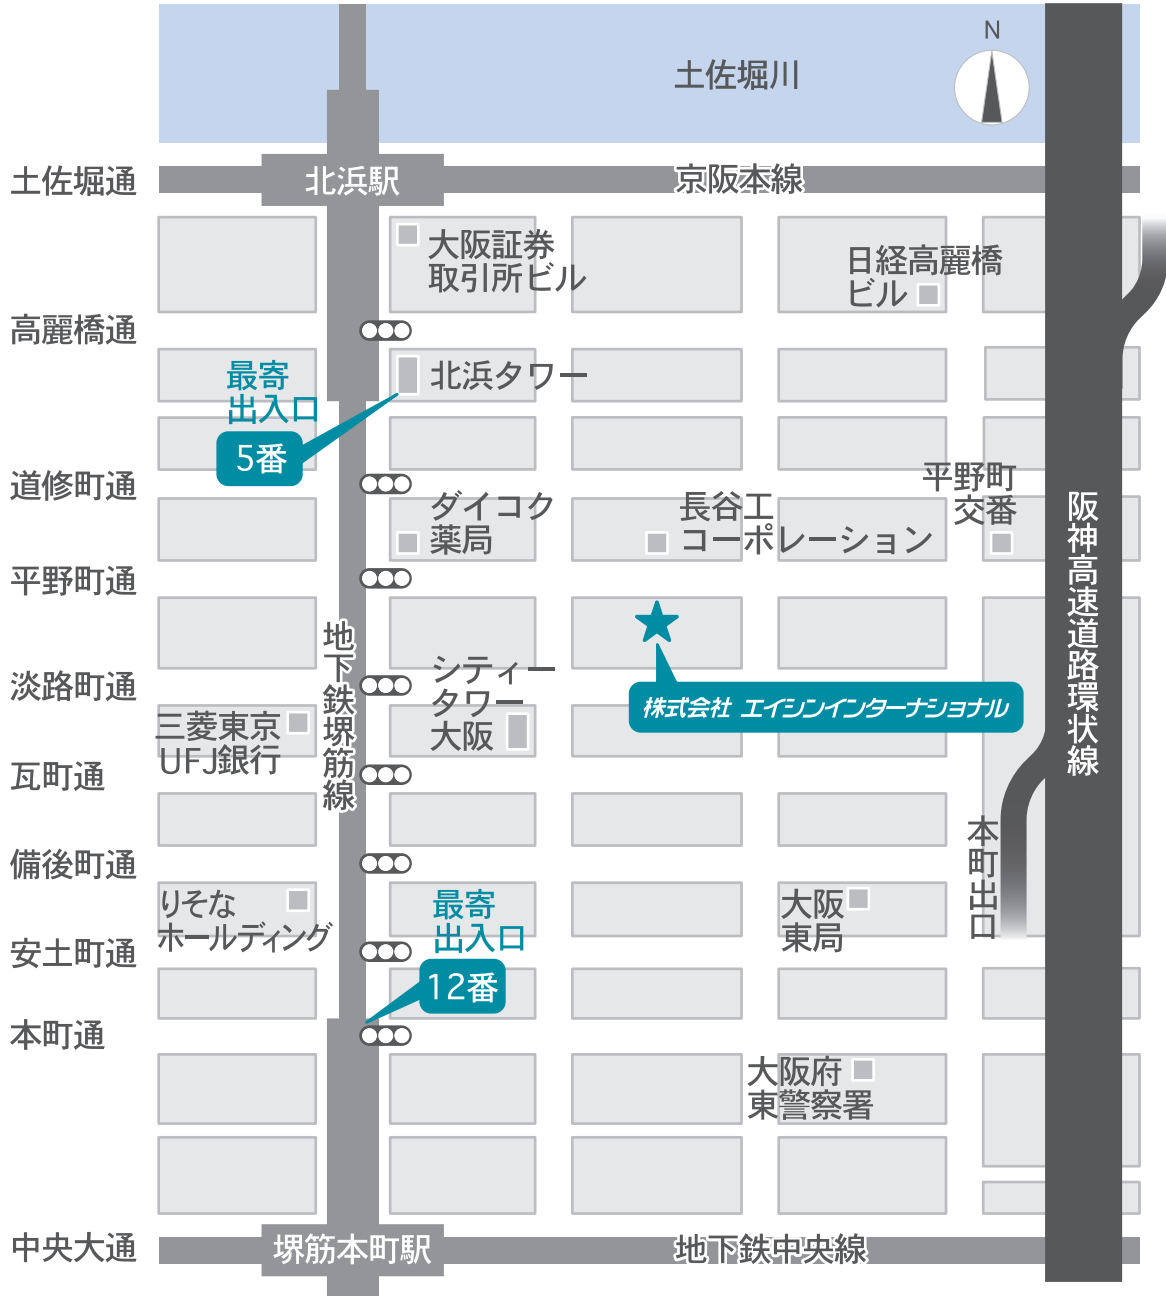 N
土佐堀川
土佐堀通
北浜駅
京阪本線
大阪証券
取引所ビル
日経高麗橋
ビル
高麗橋通
最寄
出入口
5番
北浜タワー
道修町通
ダイコク
薬局
長谷工
コーポレーション
平野町
交番
阪神高速道路環状線
平野町通
地下鉄堺筋線
淡路町通
シティー
タワー
大阪
株式会社 エイシンインターナショナル
三菱東京
UFJ銀行
瓦町通
備後町通
本町出口
りそな
ホールディング
最寄
出入口
12番
大阪
東局
安土町通
本町通
大阪府
東警察署
中央大通
堺筋本町駅
地下鉄中央線